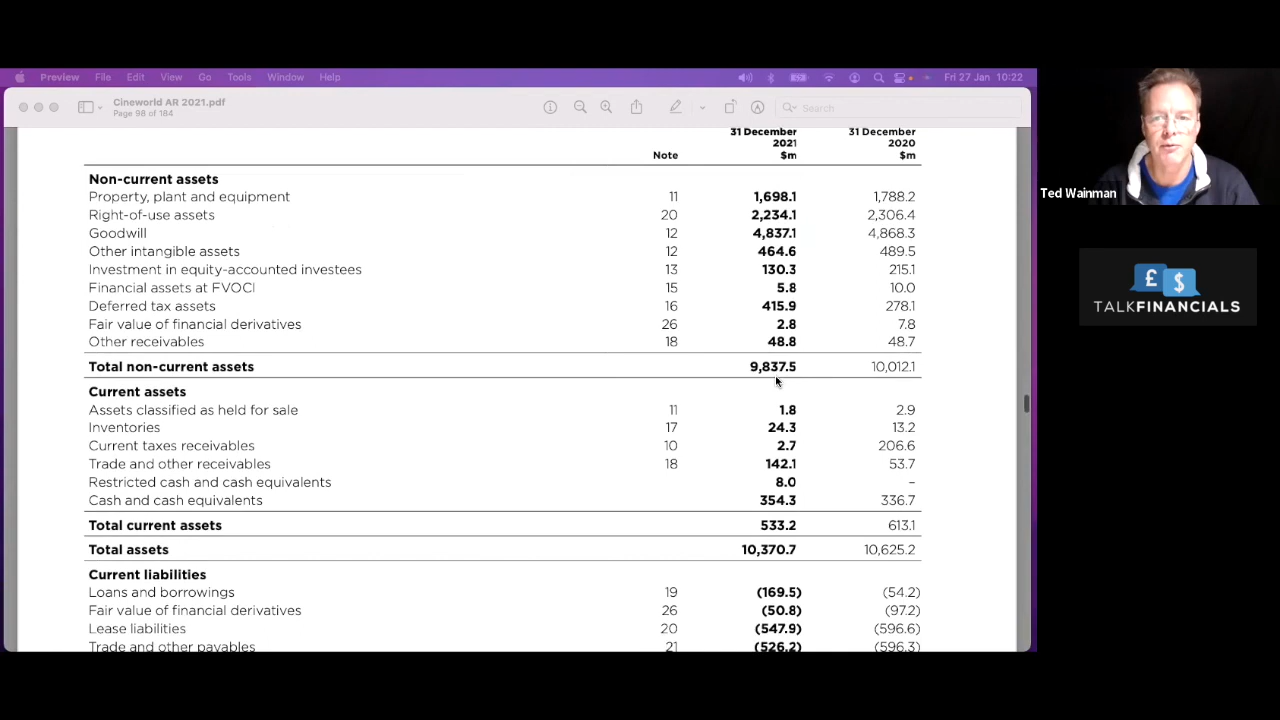 Preview File Edit View Go Tools Window Help Fri 27 Jan 10:22
Cineworld AR 2021.pdf
Page 98 of 184
Search
31 December 31 December
2021 2020
Note $m $m
Non-current assets
Property, plant and equipment 11 1,698.1 1,788.2
Right-of-use assets 20 2,234.1 2,306.4
Goodwill 12 4,837.1 4,868.3
Other intangible assets 12 464.6 489.5
Investment in equity-accounted investees 13 130.3 215.1
Financial assets at FVOCI 15 5.8 10.0
Deferred tax assets 16 415.9 278.1
Fair value of financial derivatives 26 2.8 7.8
Other receivables 18 48.8 48.7
Total non-current assets 9,837.5 10,012.1
Current assets
Assets classified as held for sale 11 1.8 2.9
Inventories 17 24.3 13.2
Current taxes receivables 10 2.7 206.6
Trade and other receivables 18 142.1 53.7
Restricted cash and cash equivalents 8.0 –
Cash and cash equivalents 354.3 336.7
Total current assets 533.2 613.1
Total assets 10,370.7 10,625.2
Current liabilities
Loans and borrowings 19 (169.5) (54.2)
Fair value of financial derivatives 26 (50.8) (97.2)
Lease liabilities 20 (547.9) (596.6)
Trade and other payables 21 (526.2) (596.3)
Ted Wainman
£ $
TALKFINANCIALS